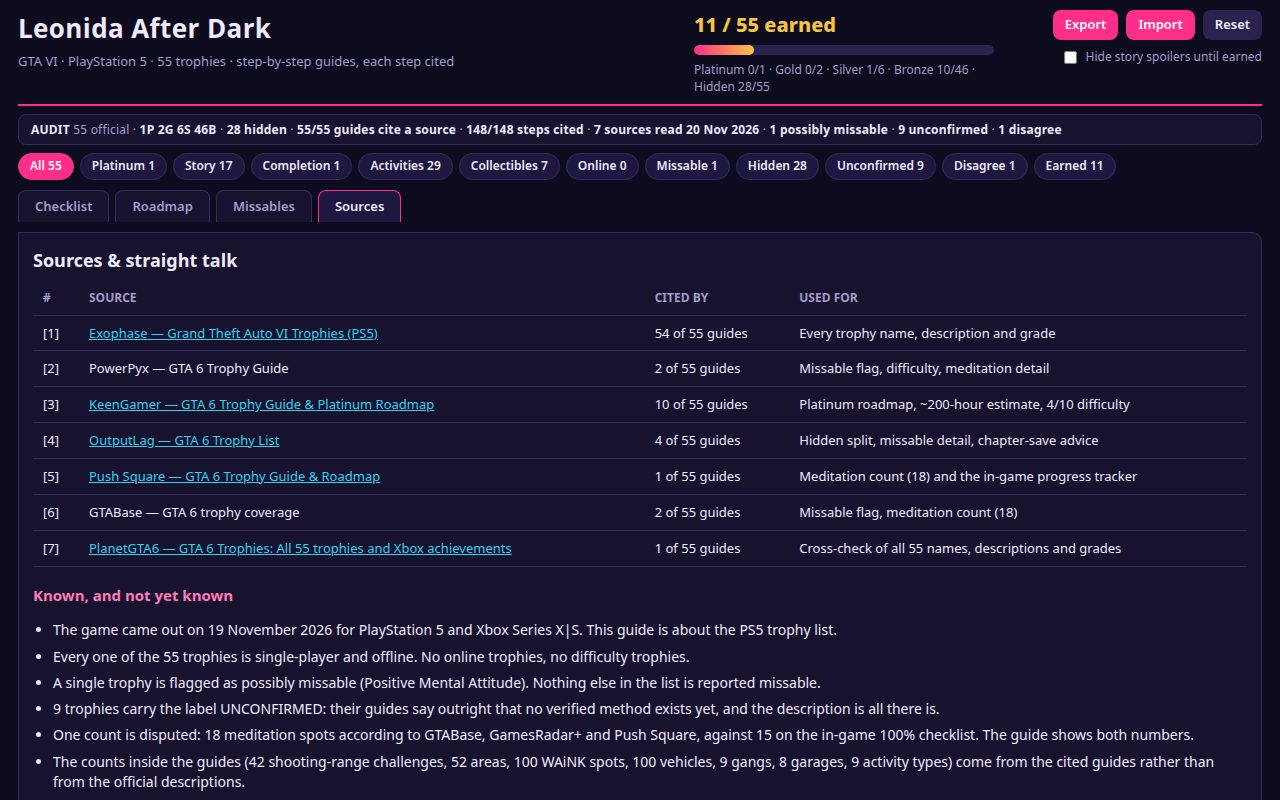 Leonida After Dark
GTA VI · PlayStation 5 · 55 trophies · step-by-step guides, each step cited
11 / 55 earned
Platinum 0/1 · Gold 0/2 · Silver 1/6 · Bronze 10/46 ·
Hidden 28/55
Export Import Reset
Hide story spoilers until earned
AUDIT 55 official · 1P 2G 6S 46B · 28 hidden · 55/55 guides cite a source · 148/148 steps cited · 7 sources read 20 Nov 2026 · 1 possibly missable · 9 unconfirmed · 1 disagree
All 55 Platinum 1 Story 17 Completion 1 Activities 29 Collectibles 7 Online 0 Missable 1 Hidden 28 Unconfirmed 9 Disagree 1 Earned 11
Checklist Roadmap Missables Sources
Sources & straight talk
# SOURCE CITED BY USED FOR
[1] Exophase — Grand Theft Auto VI Trophies (PS5) 54 of 55 guides Every trophy name, description and grade
[2] PowerPyx — GTA 6 Trophy Guide 2 of 55 guides Missable flag, difficulty, meditation detail
[3] KeenGamer — GTA 6 Trophy Guide & Platinum Roadmap 10 of 55 guides Platinum roadmap, ~200-hour estimate, 4/10 difficulty
[4] OutputLag — GTA 6 Trophy List 4 of 55 guides Hidden split, missable detail, chapter-save advice
[5] Push Square — GTA 6 Trophy Guide & Roadmap 1 of 55 guides Meditation count (18) and the in-game progress tracker
[6] GTABase — GTA 6 trophy coverage 2 of 55 guides Missable flag, meditation count (18)
[7] PlanetGTA6 — GTA 6 Trophies: All 55 trophies and Xbox achievements 1 of 55 guides Cross-check of all 55 names, descriptions and grades
Known, and not yet known
• The game came out on 19 November 2026 for PlayStation 5 and Xbox Series X|S. This guide is about the PS5 trophy list.
• Every one of the 55 trophies is single-player and offline. No online trophies, no difficulty trophies.
• A single trophy is flagged as possibly missable (Positive Mental Attitude). Nothing else in the list is reported missable.
• 9 trophies carry the label UNCONFIRMED: their guides say outright that no verified method exists yet, and the description is all there is.
• One count is disputed: 18 meditation spots according to GTABase, GamesRadar+ and Push Square, against 15 on the in-game 100% checklist. The guide shows both numbers.
• The counts inside the guides (42 shooting-range challenges, 52 areas, 100 WAiNK spots, 100 vehicles, 9 gangs, 8 garages, 9 activity types) come from the cited guides rather than
from the official descriptions.